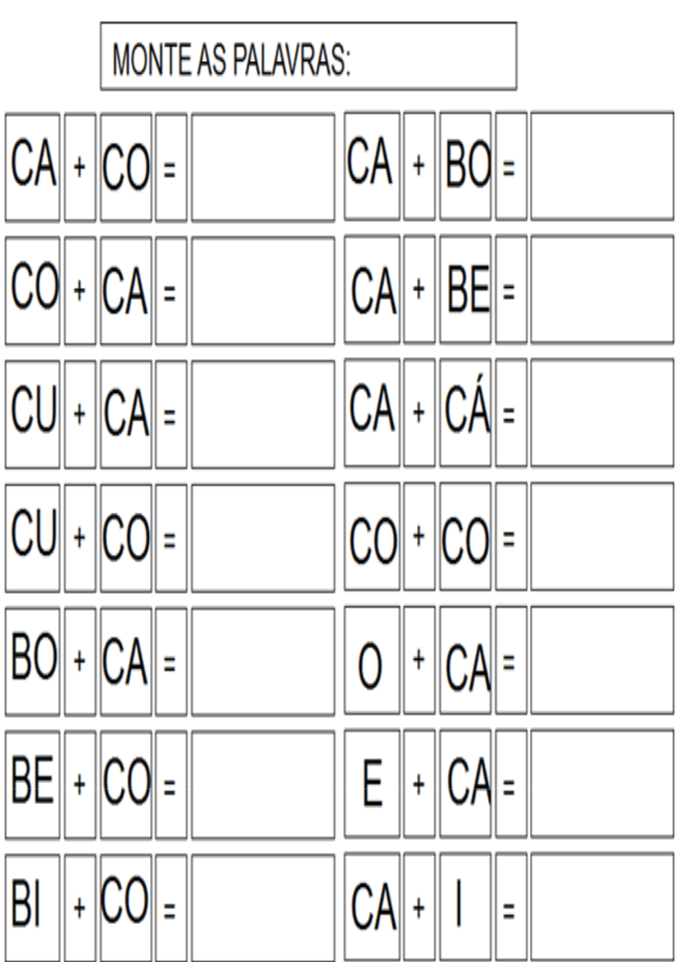 MONTE AS PALAVRAS:
CA + CO = CA + BO =
CO + CA = CA + BE =
CU + CA = CA + CÁ =
CU + CO = CO + CO =
BO + CA = O + CA =
BE + CO = E + CA =
BI + CO = CA + I =